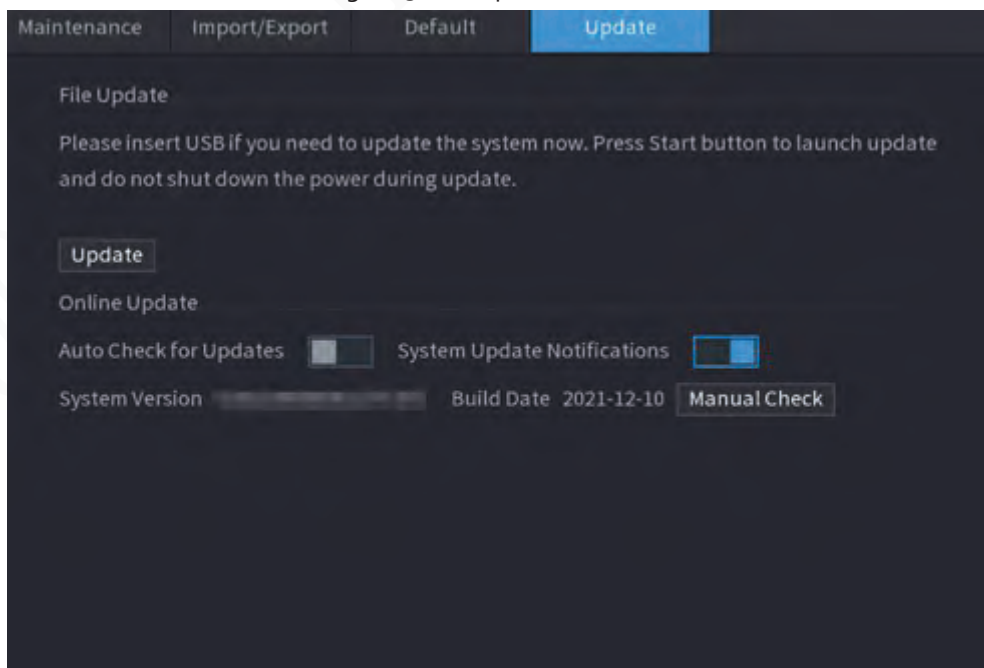 Maintenance Import/Export Default Update
File Update
Please insert USB if you need to update the system now. Press Start button to launch update
and do not shut down the power during update.
Update
Online Update
Auto Check for Updates System Update Notifications
System Version Build Date 2021-12-10 Manual Check